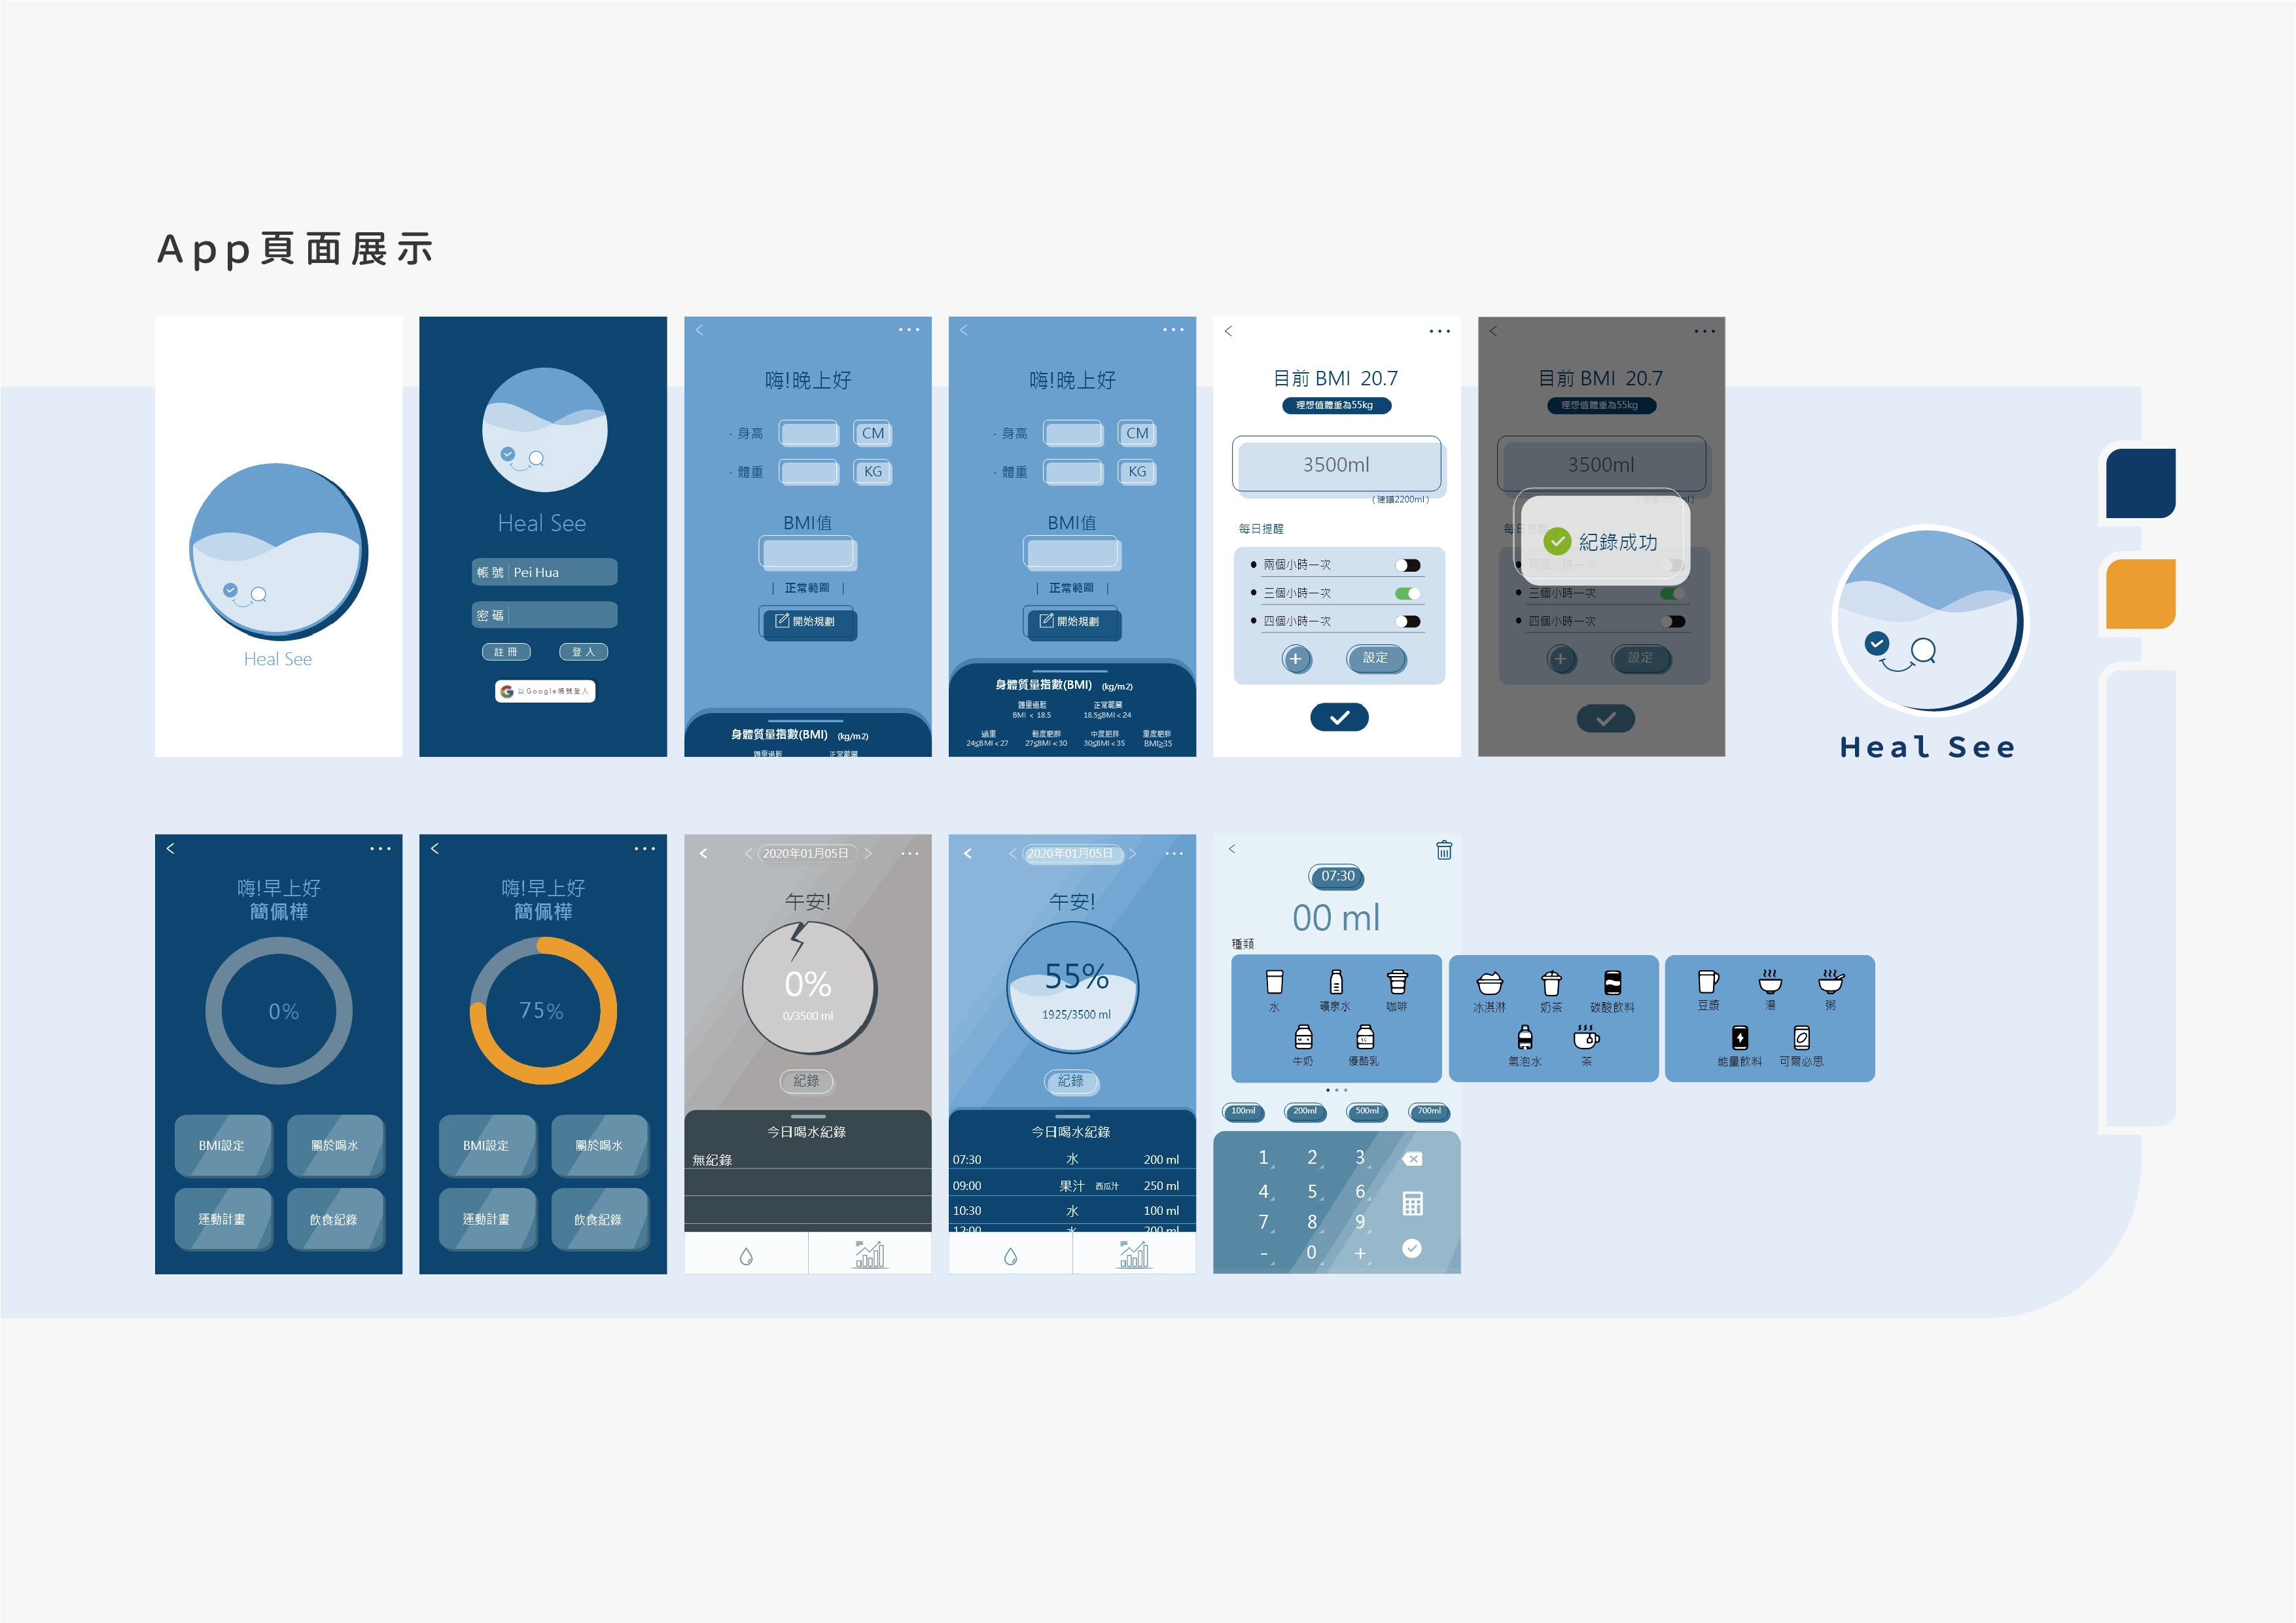 App頁面展示
Heal See
Heal See
帳號 Pei Hua
密碼
註冊 登入
以Google帳號登入
嗨!晚上好
· 身高 CM
· 體重 KG
BMI值
| 正常範圍 |
開始規劃
身體質量指數(BMI) (kg/m2)
體重過輕 正常範圍
嗨!晚上好
· 身高 CM
· 體重 KG
BMI值
| 正常範圍 |
開始規劃
身體質量指數(BMI) (kg/m2)
體重過輕 正常範圍
BMI < 18.5 18.5≦BMI<24
過重 輕度肥胖 中度肥胖 重度肥胖
24≦BMI<27 27≦BMI<30 30≦BMI<35 BMI≧35
目前 BMI 20.7
理想值體重為55kg
3500ml
(建議2200ml)
每日提醒
兩個小時一次
三個小時一次
四個小時一次
+ 設定
目前 BMI 20.7
理想值體重為55kg
3500ml
(建議2200ml)
每日提醒
紀錄成功
兩個小時一次
三個小時一次
四個小時一次
+ 設定
Heal See
嗨!早上好
簡佩樺
0%
BMI設定 關於喝水
運動計畫 飲食紀錄
嗨!早上好
簡佩樺
75%
BMI設定 關於喝水
運動計畫 飲食紀錄
2020年01月05日
午安!
0%
0/3500 ml
紀錄
今日喝水紀錄
無紀錄
2020年01月05日
午安!
55%
1925/3500 ml
紀錄
今日喝水紀錄
07:30 水 200 ml
09:00 果汁 西瓜汁 250 ml
10:30 水 100 ml
12:00 水 200 ml
07:30
00 ml
種類
水 礦泉水 咖啡
牛奶 優酪乳
冰淇淋 奶茶 碳酸飲料
氣泡水 茶
豆漿 湯 粥
能量飲料 可爾必思
100ml 200ml 500ml 700ml
1 2 3
4 5 6
7 8 9
- 0 +